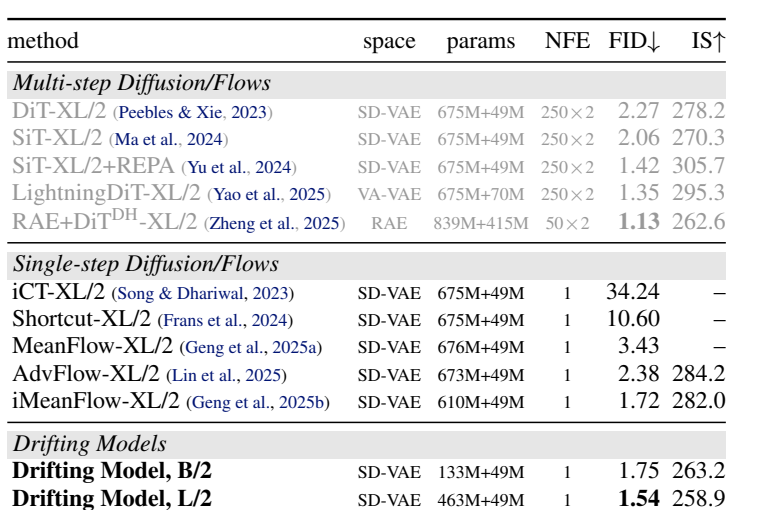 method space params NFE FID↓ IS↑
Multi-step Diffusion/Flows
DiT-XL/2 (Peebles & Xie, 2023) SD-VAE 675M+49M 250×2 2.27 278.2
SiT-XL/2 (Ma et al., 2024) SD-VAE 675M+49M 250×2 2.06 270.3
SiT-XL/2+REPA (Yu et al., 2024) SD-VAE 675M+49M 250×2 1.42 305.7
LightningDiT-XL/2 (Yao et al., 2025) VA-VAE 675M+70M 250×2 1.35 295.3
RAE+DiTDH-XL/2 (Zheng et al., 2025) RAE 839M+415M 50×2 1.13 262.6
Single-step Diffusion/Flows
iCT-XL/2 (Song & Dhariwal, 2023) SD-VAE 675M+49M 1 34.24 –
Shortcut-XL/2 (Frans et al., 2024) SD-VAE 675M+49M 1 10.60 –
MeanFlow-XL/2 (Geng et al., 2025a) SD-VAE 676M+49M 1 3.43 –
AdvFlow-XL/2 (Lin et al., 2025) SD-VAE 673M+49M 1 2.38 284.2
iMeanFlow-XL/2 (Geng et al., 2025b) SD-VAE 610M+49M 1 1.72 282.0
Drifting Models
Drifting Model, B/2 SD-VAE 133M+49M 1 1.75 263.2
Drifting Model, L/2 SD-VAE 463M+49M 1 1.54 258.9